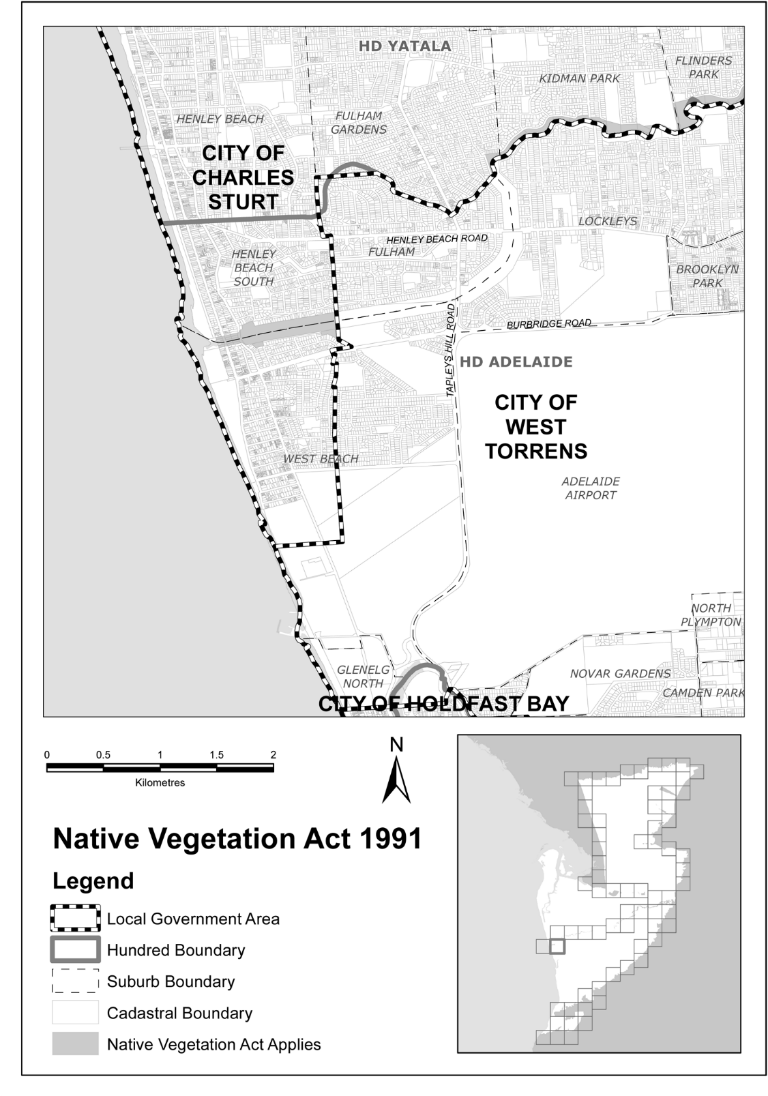 HD YATALA
FLINDERS
PARK
KIDMAN PARK
HENLEY BEACH
FULHAM
GARDENS
CITY OF
CHARLES
STURT
LOCKLEYS
HENLEY BEACH ROAD
FULHAM
HENLEY
BEACH
SOUTH
BROOKLYN
PARK
BURBRIDGE ROAD
TAPLEYS HILL ROAD
HD ADELAIDE
CITY OF
WEST
TORRENS
WEST BEACH
ADELAIDE
AIRPORT
NORTH
PLYMPTON
GLENELG
NORTH
NOVAR GARDENS
CAMDEN PARK
CITY OF HOLDFAST BAY
0 0.5 1 1.5 2
Kilometres
N
Native Vegetation Act 1991
Legend
Local Government Area
Hundred Boundary
Suburb Boundary
Cadastral Boundary
Native Vegetation Act Applies